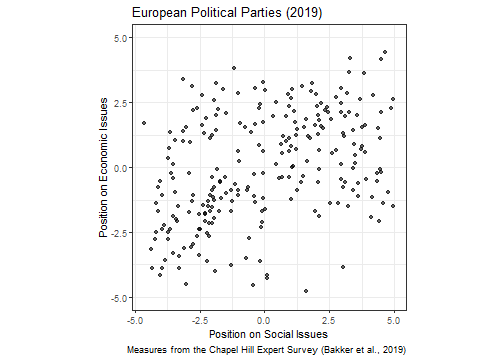 European Political Parties (2019)
5.0
2.5
0.0
-2.5
-5.0
Position on Economic Issues
-5.0 -2.5 0.0 2.5 5.0
Position on Social Issues
Measures from the Chapel Hill Expert Survey (Bakker et al., 2019)